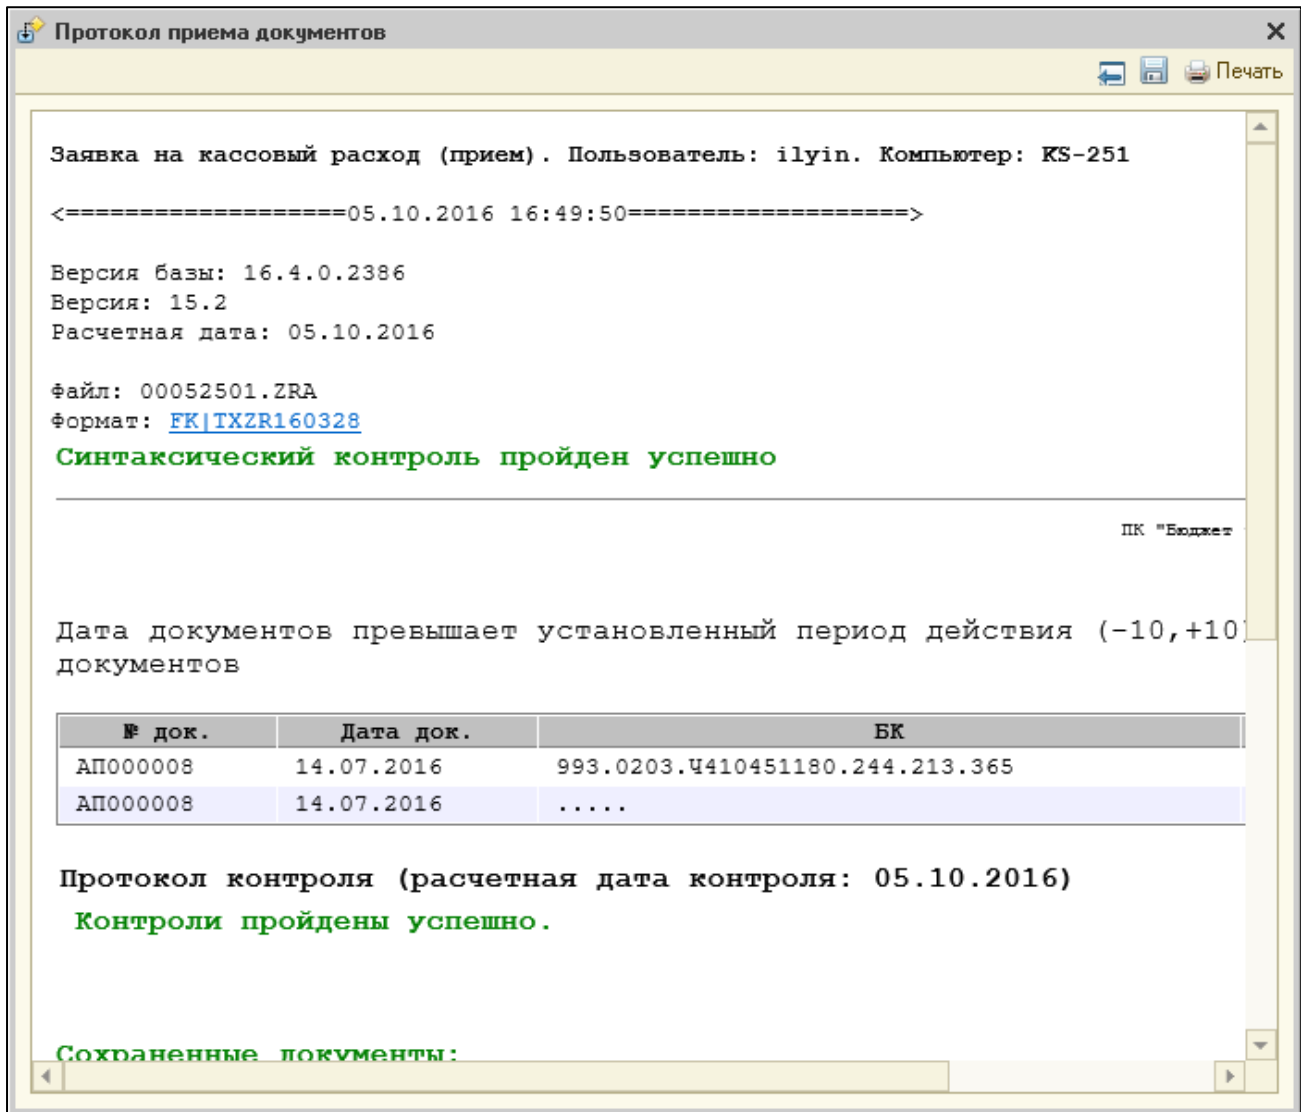 Протокол приема документов
Печать
Заявка на кассовый расход (прием). Пользователь: ilyin. Компьютер: KS-251
<===================05.10.2016 16:49:50===================>
Версия базы: 16.4.0.2386
Версия: 15.2
Расчетная дата: 05.10.2016
Файл: 00052501.ZRA
Формат: FK|TXZR160328
Синтаксический контроль пройден успешно
ПК "Бюджет
Дата документов превышает установленный период действия (-10,+10)
документов
№ док. Дата док. БК
АП000008 14.07.2016 993.0203.Ч410451180.244.213.365
АП000008 14.07.2016 .....
Протокол контроля (расчетная дата контроля: 05.10.2016)
Контроли пройдены успешно.
Сохраненные документы: